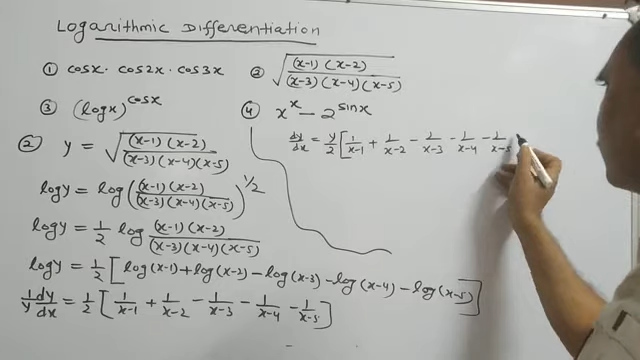 Logarithmic Differentiation
① cosx · cos2x · cos3x ② √((x-1)(x-2)/(x-3)(x-4)(x-5))
③ (logx)^cosx ④ x^x - 2^sinx
② y = √((x-1)(x-2)/(x-3)(x-4)(x-5))
logy = log((x-1)(x-2)/(x-3)(x-4)(x-5))^1/2
logy = 1/2 log (x-1)(x-2)/(x-3)(x-4)(x-5)
logy = 1/2 [log(x-1)+log(x-2)-log(x-3)-log(x-4)-log(x-5)]
1/y dy/dx = 1/2 [1/x-1 + 1/x-2 - 1/x-3 - 1/x-4 - 1/x-5]
dy/dx = y/2 [1/x-1 + 1/x-2 - 1/x-3 - 1/x-4 - 1/x-5